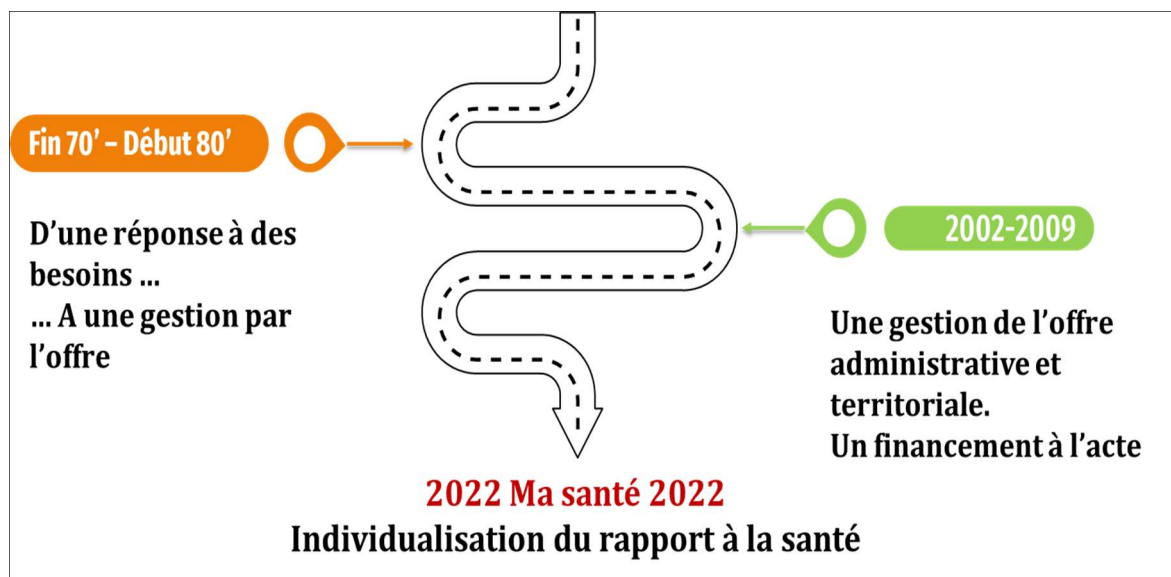 Fin 70’ – Début 80’
D’une réponse à des
besoins ...
... A une gestion par
l’offre
2002-2009
Une gestion de l’offre
administrative et
territoriale.
Un financement à l’acte
2022 Ma santé 2022
Individualisation du rapport à la santé